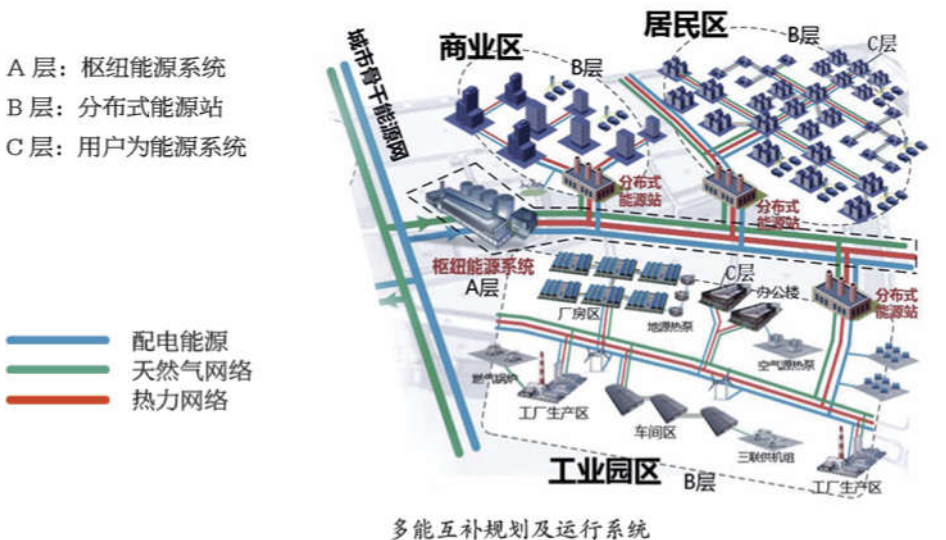 A 层：枢纽能源系统
B 层：分布式能源站
C 层：用户为能源系统
配电能源
天然气网络
热力网络
城市骨干能源网
商业区
B层
居民区
B层
C层
分布式
能源站
分布式
能源站
枢纽能源系统
A层
厂房区
地源热泵
C层
办公楼
分布式
能源站
空气源热泵
燃气锅炉
工厂生产区
车间区
三联供机组
工厂生产区
工业园区
B层
多能互补规划及运行系统